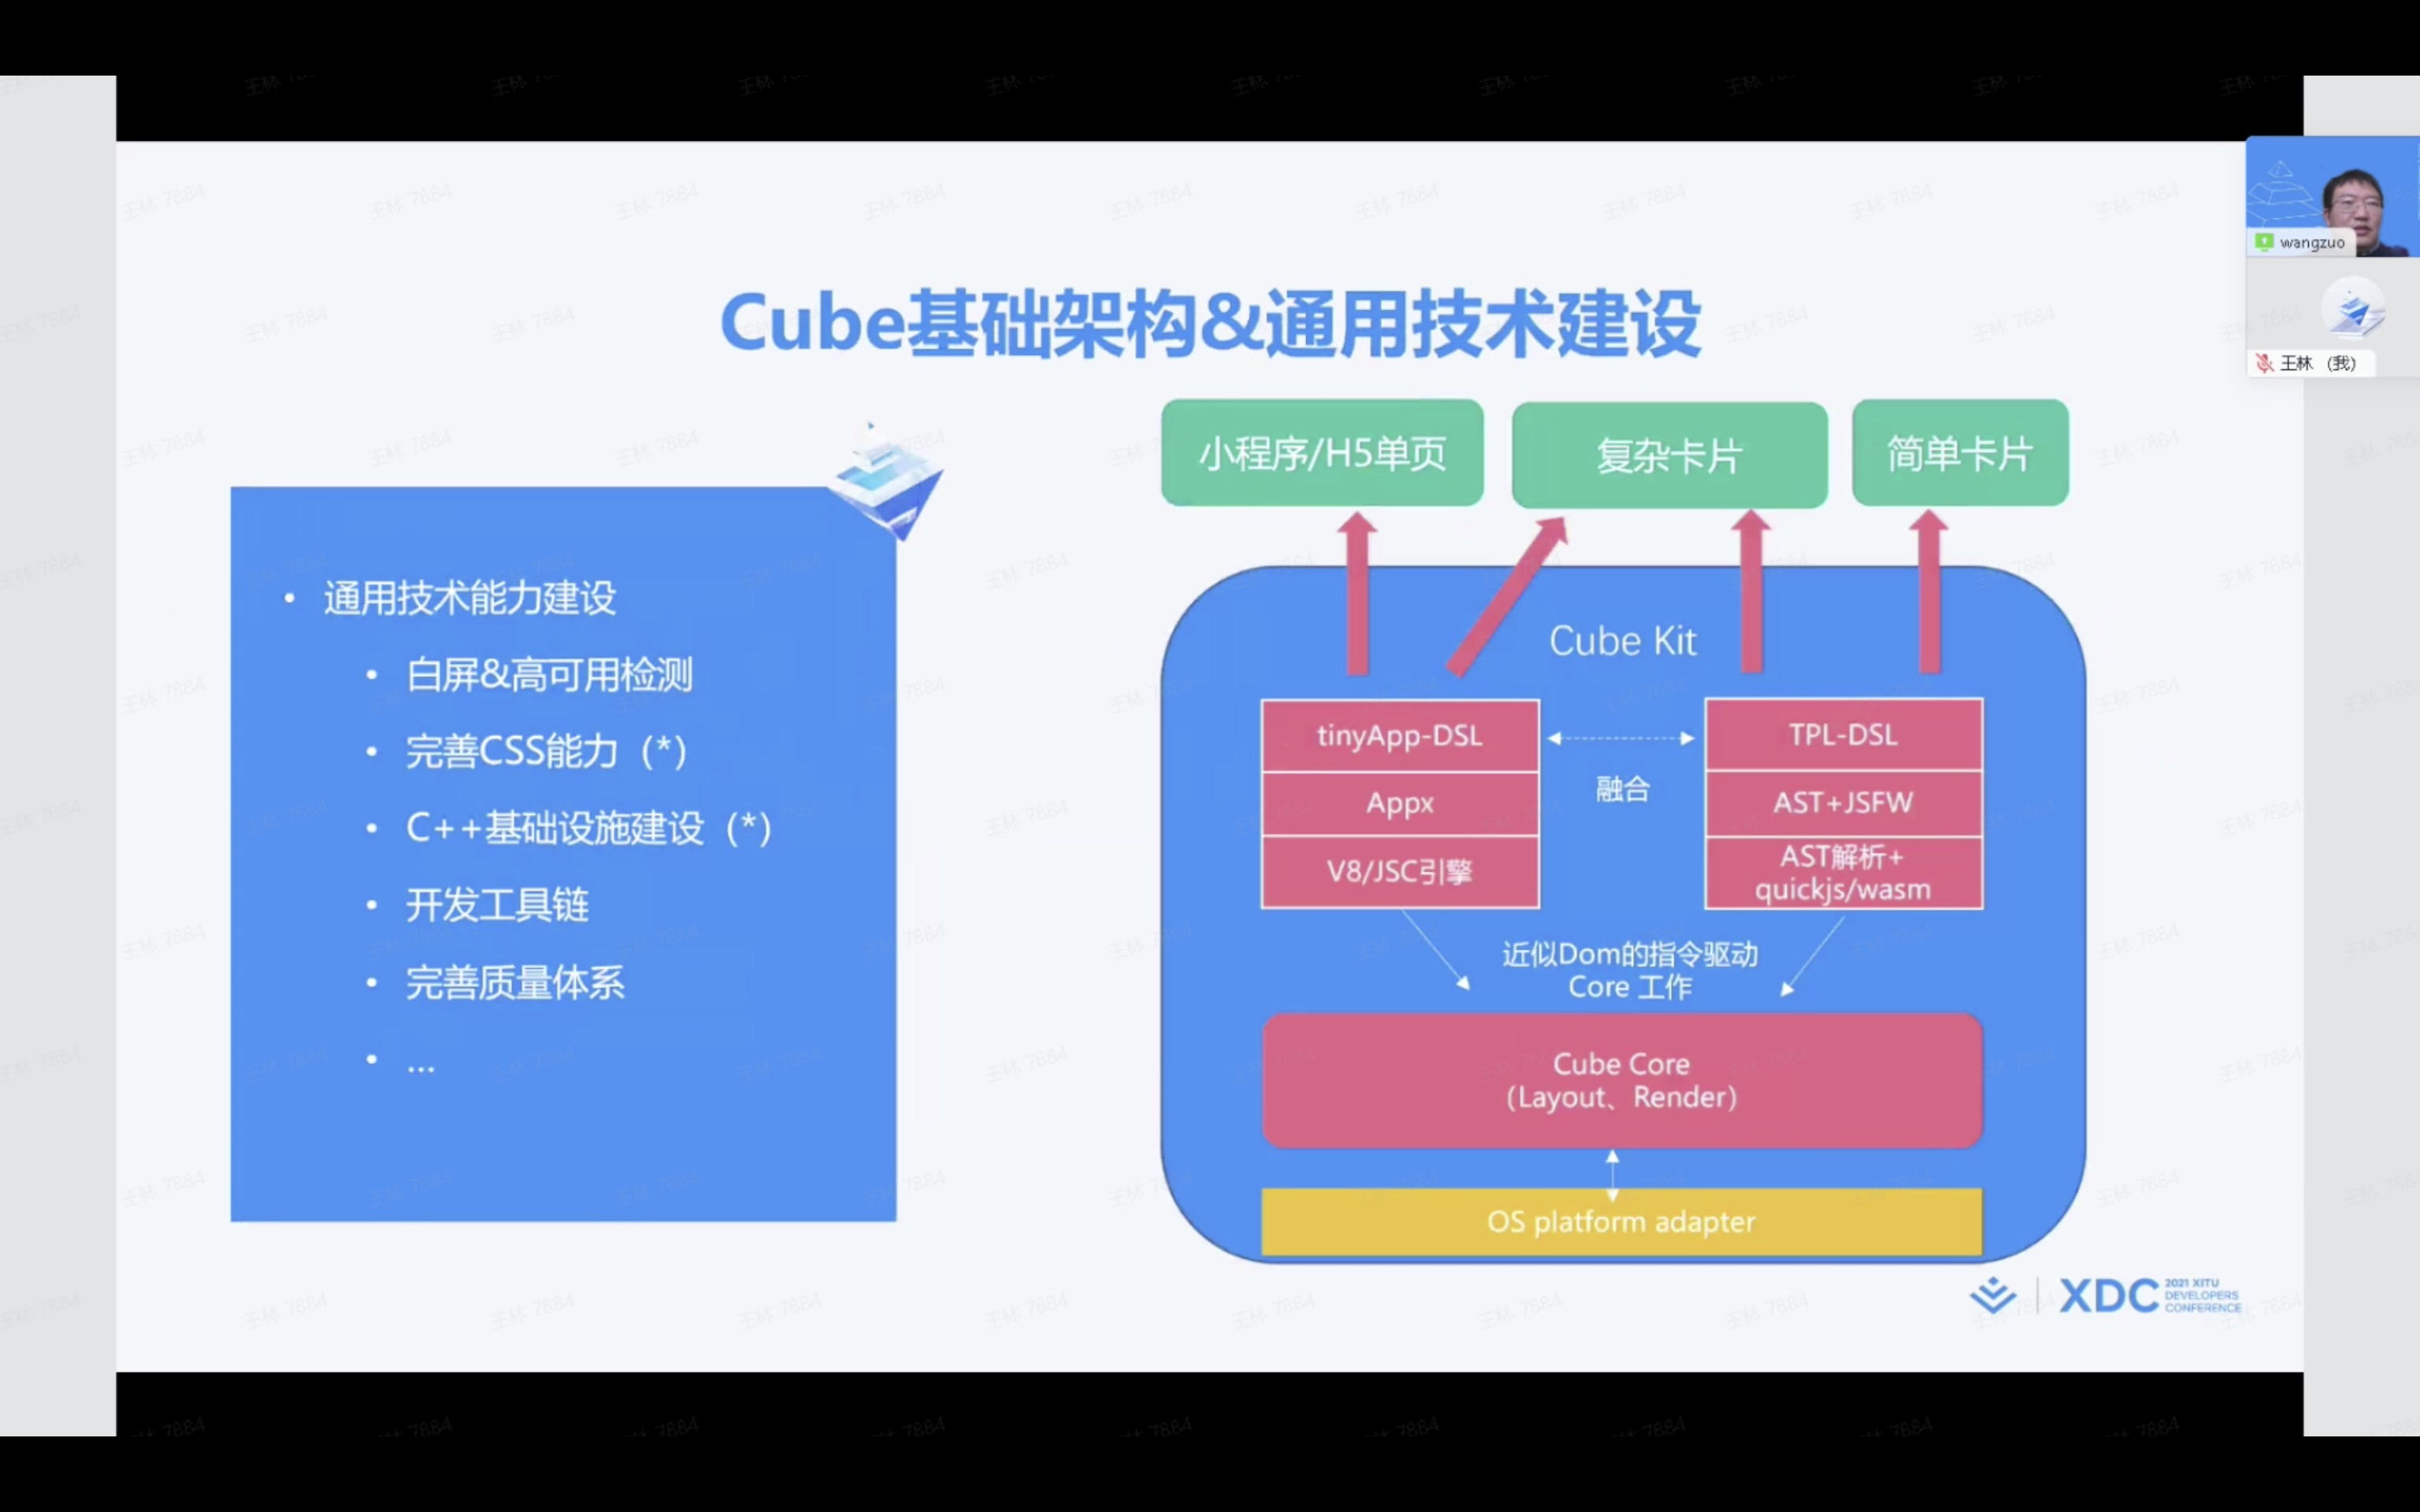 Cube基础架构&通用技术建设
wangzuo
王林 （我）
• 通用技术能力建设
• 白屏&高可用检测
• 完善CSS能力（*）
• C++基础设施建设（*）
• 开发工具链
• 完善质量体系
• ...
小程序/H5单页
复杂卡片
简单卡片
Cube Kit
tinyApp-DSL
Appx
V8/JSC引擎
融合
TPL-DSL
AST+JSFW
AST解析+
quickjs/wasm
近似Dom的指令驱动
Core 工作
Cube Core
（Layout、Render）
OS platform adapter
XDC
2021 XITU
DEVELOPERS
CONFERENCE
王林 7884